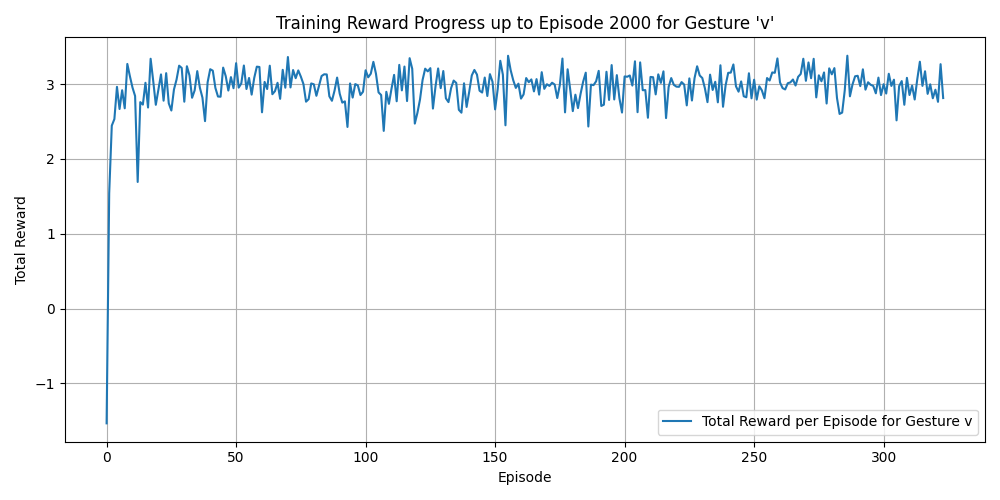 Training Reward Progress up to Episode 2000 for Gesture 'v'
Total Reward
3
2
1
0
−1
0 50 100 150 200 250 300
Episode
Total Reward per Episode for Gesture v